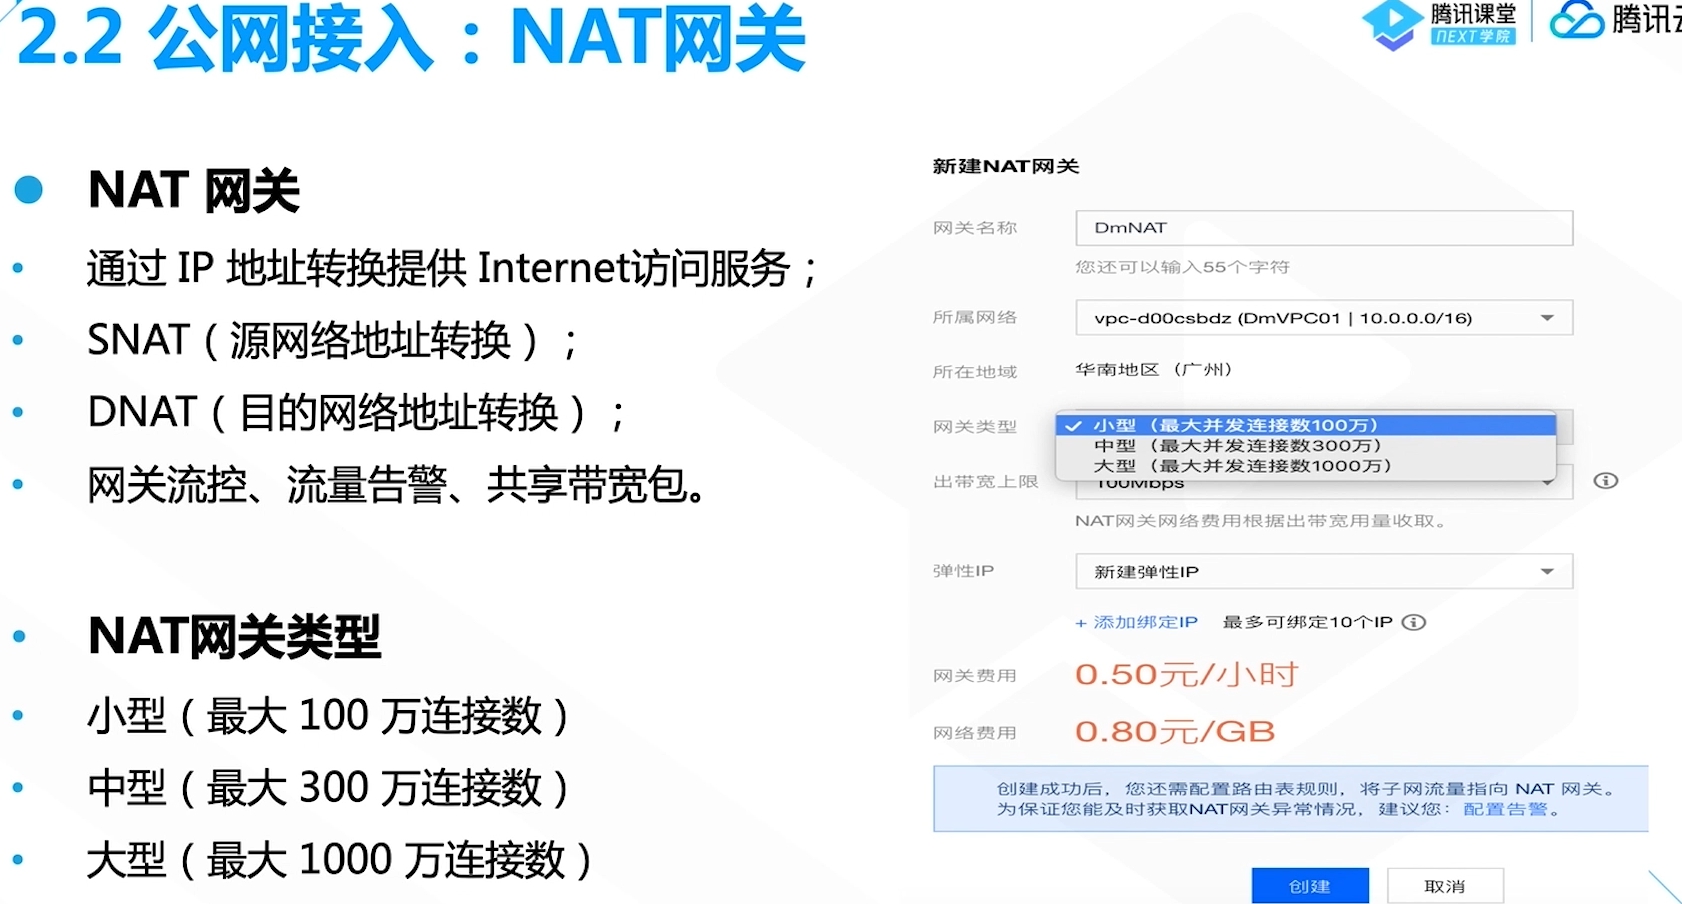 2.2 公网接入：NAT网关
腾讯课堂
NEXT学院
腾讯云
NAT 网关
通过 IP 地址转换提供 Internet访问服务；
SNAT（源网络地址转换）；
DNAT（目的网络地址转换）；
网关流控、流量告警、共享带宽包。
NAT网关类型
小型（最大 100 万连接数）
中型（最大 300 万连接数）
大型（最大 1000 万连接数）
新建NAT网关
网关名称 DmNAT
您还可以输入55个字符
所属网络 vpc-d00csbdz (DmVPC01 | 10.0.0.0/16)
所在地域 华南地区（广州）
网关类型 小型（最大并发连接数100万）
中型（最大并发连接数300万）
大型（最大并发连接数1000万）
出带宽上限 100Mbps
NAT网关网络费用根据出带宽用量收取。
弹性IP 新建弹性IP
+ 添加绑定IP 最多可绑定10个IP
网关费用 0.50元/小时
网络费用 0.80元/GB
创建成功后，您还需配置路由表规则，将子网流量指向 NAT 网关。
为保证您能及时获取NAT网关异常情况，建议您：配置告警。
创建 取消